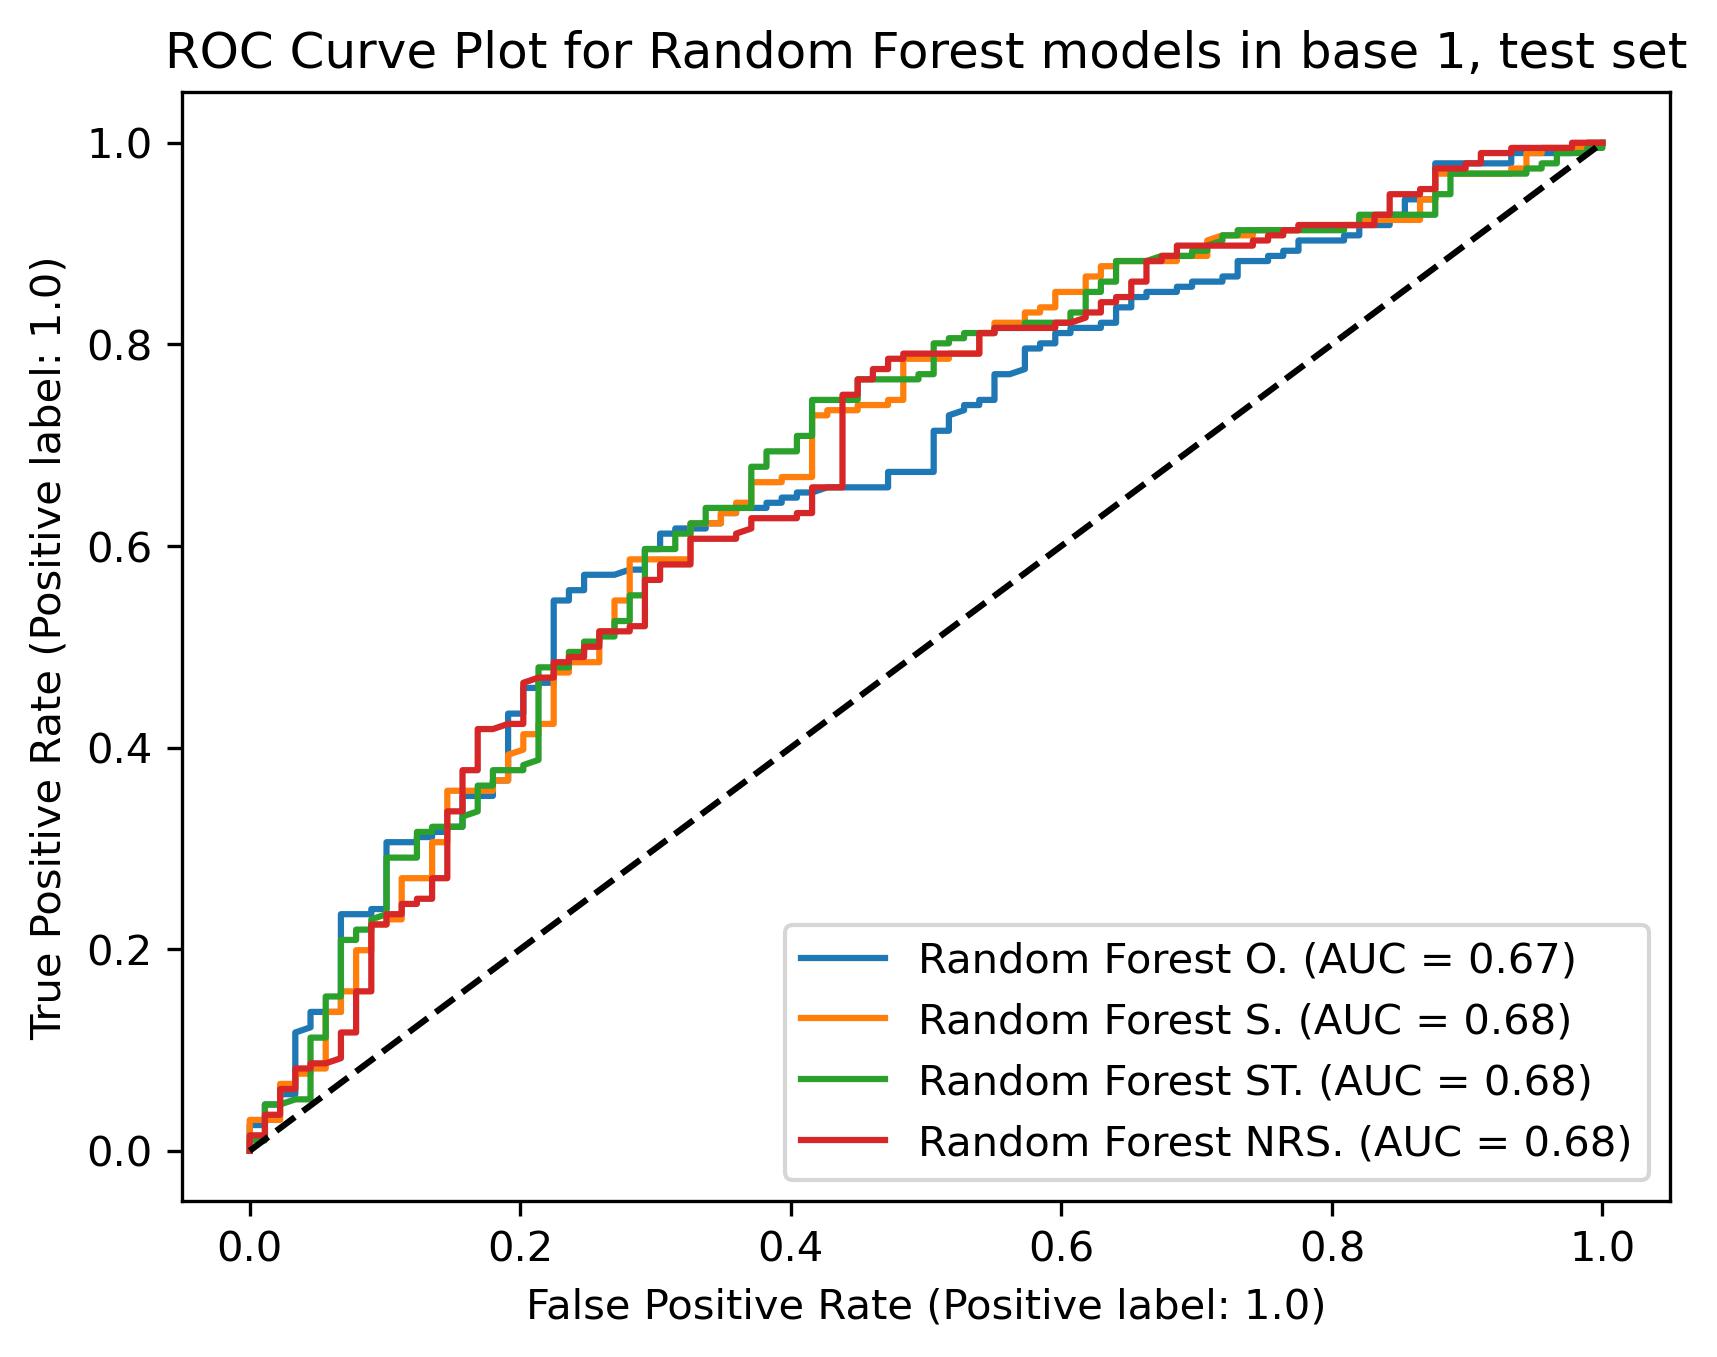 ROC Curve Plot for Random Forest models in base 1, test set
True Positive Rate (Positive label: 1.0)
1.0
0.8
0.6
0.4
0.2
0.0
Random Forest O. (AUC = 0.67)
Random Forest S. (AUC = 0.68)
Random Forest ST. (AUC = 0.68)
Random Forest NRS. (AUC = 0.68)
0.0 0.2 0.4 0.6 0.8 1.0
False Positive Rate (Positive label: 1.0)